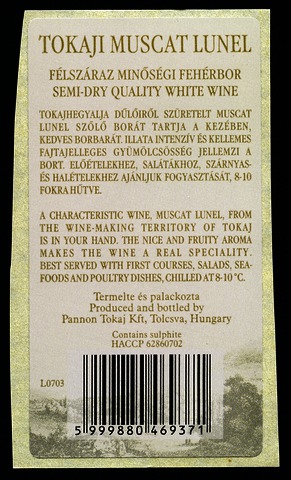 TOKAJI MUSCAT LUNEL
FÉLSZÁRAZ MINŐSÉGI FEHÉRBOR
SEMI-DRY QUALITY WHITE WINE
TOKAJHEGYALJA DŰLŐIRŐL SZÜRETELT MUSCAT
LUNEL SZŐLŐ BORÁT TARTJA A KEZÉBEN,
KEDVES BORBARÁT. ILLATA INTENZÍV ÉS KELLEMES
FAJTAJELLEGES GYÜMÖLCSÖSSÉG JELLEMZI A
BORT. ELŐÉTELEKHEZ, SALÁTÁKHOZ, SZÁRNYAS-
ÉS HALÉTELEKHEZ AJÁNLJUK FOGYASZTÁSÁT, 8-10
FOKRA HŰTVE.
A CHARACTERISTIC WINE, MUSCAT LUNEL, FROM
THE WINE-MAKING TERRITORY OF TOKAJ
IS IN YOUR HAND. THE NICE AND FRUITY AROMA
MAKES THE WINE A REAL SPECIALITY.
BEST SERVED WITH FIRST COURSES, SALADS, SEA-
FOODS AND POULTRY DISHES, CHILLED AT 8-10 °C.
Termelte és palackozta
Produced and bottled by
Pannon Tokaj Kft, Tolcsva, Hungary
Contains sulphite
HACCP 62860702
L0703
5 999880 469371